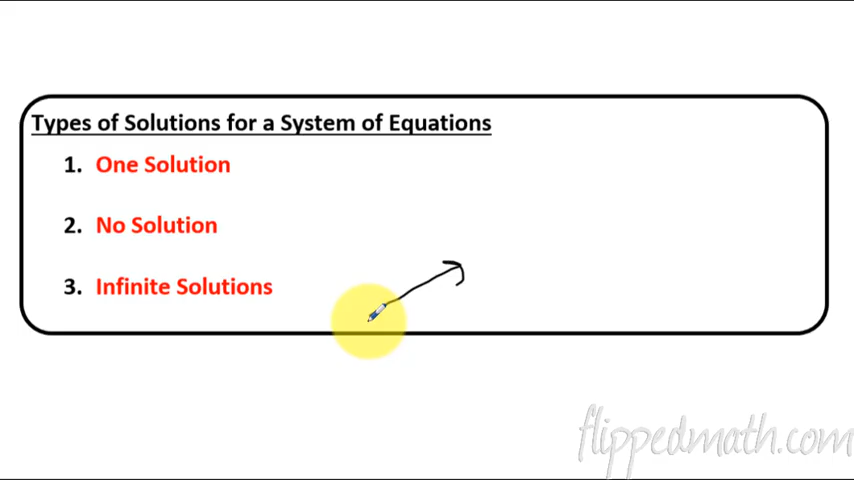 Types of Solutions for a System of Equations
1. One Solution
2. No Solution
3. Infinite Solutions
flippedmath.com